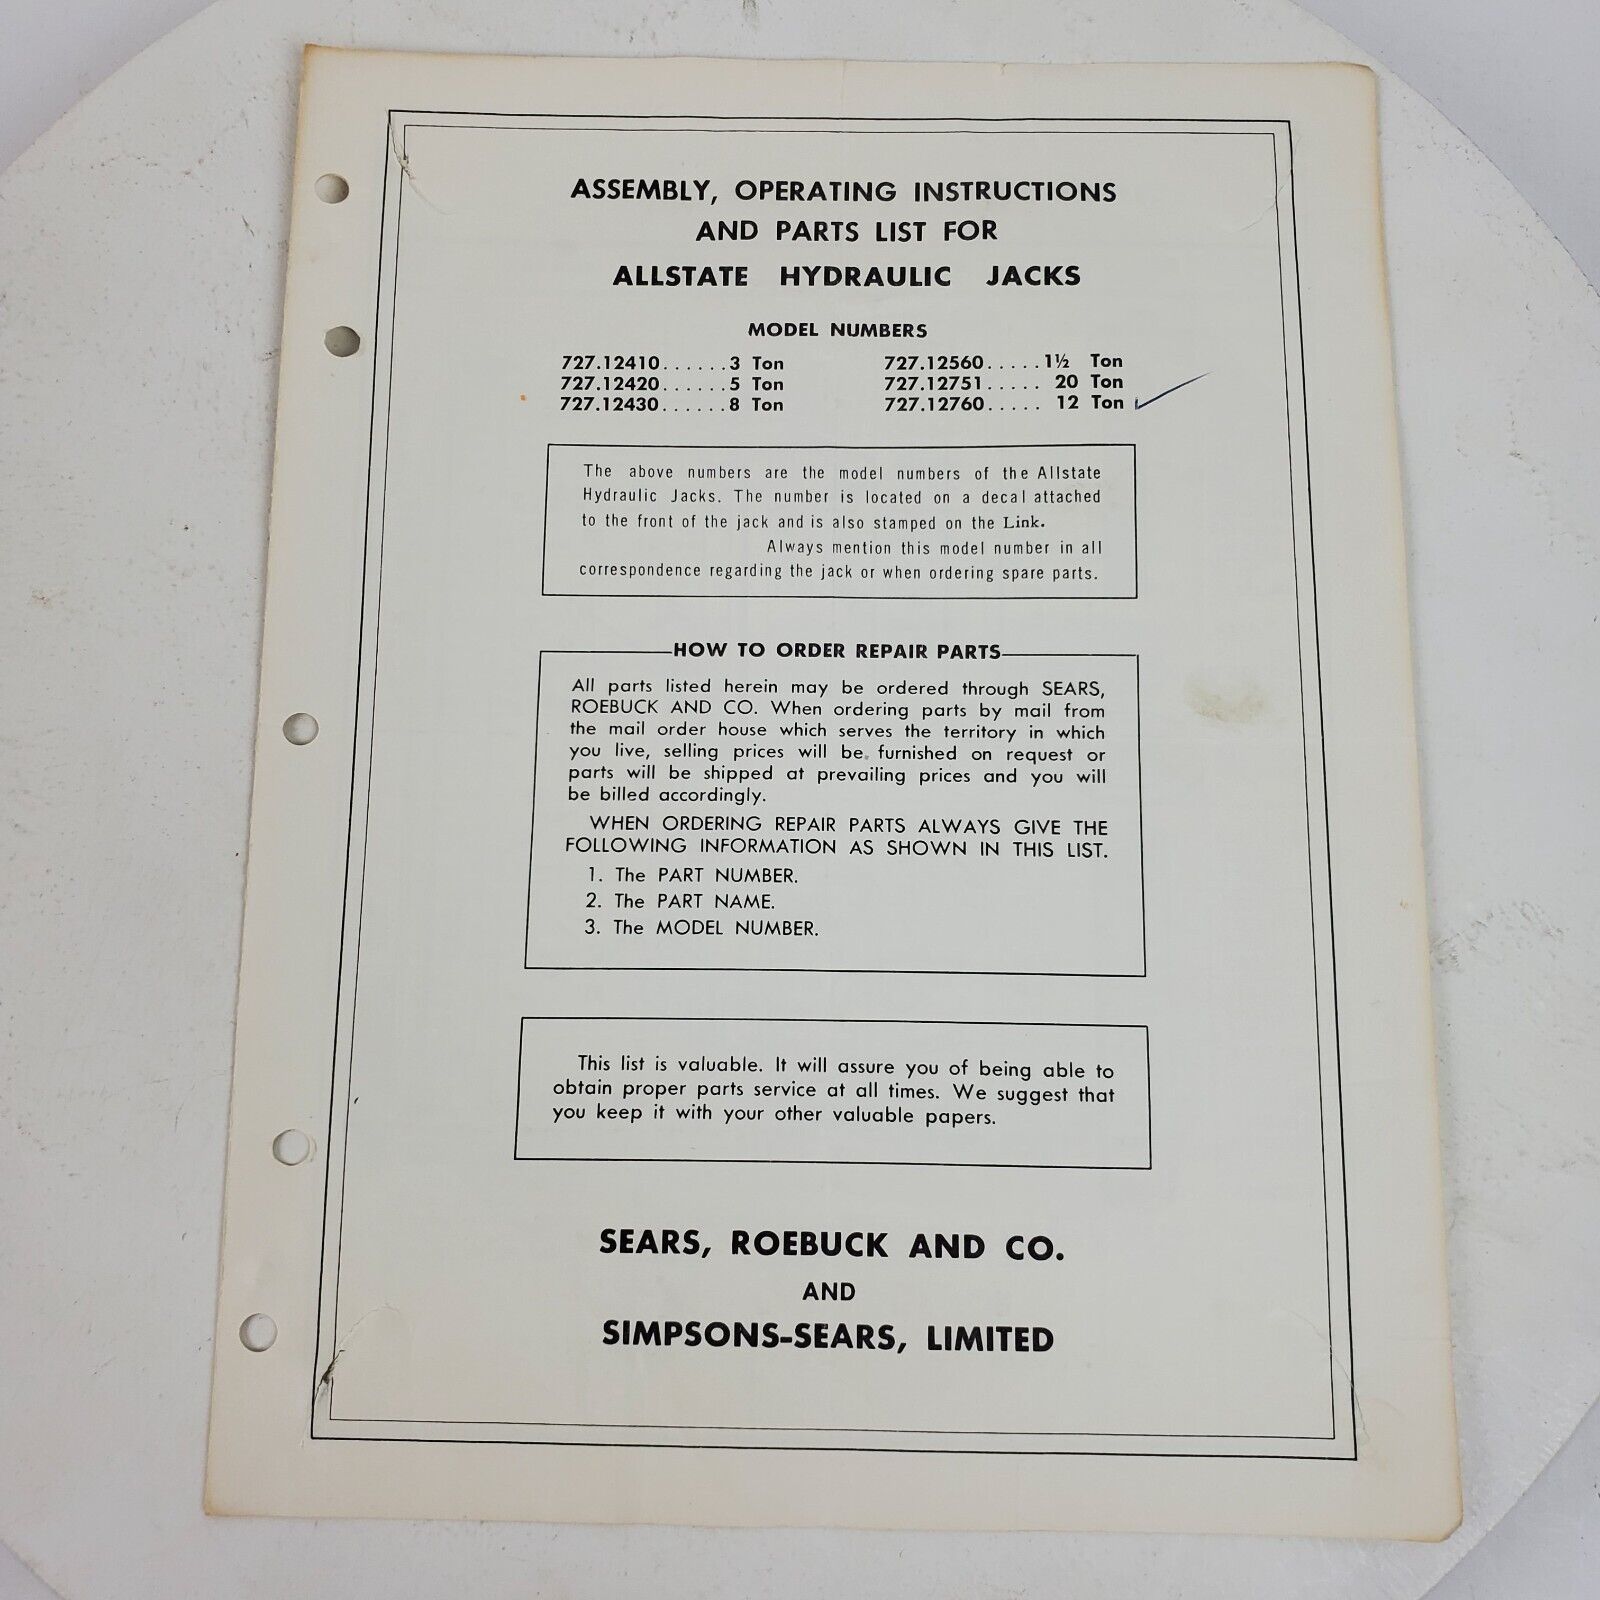 ASSEMBLY, OPERATING INSTRUCTIONS
AND PARTS LIST FOR
ALLSTATE HYDRAULIC JACKS
MODEL NUMBERS
727.12410......3 Ton
727.12420......5 Ton
727.12430......8 Ton
727.12560.....1½ Ton
727.12751..... 20 Ton
727.12760..... 12 Ton
The above numbers are the model numbers of the Allstate
Hydraulic Jacks. The number is located on a decal attached
to the front of the jack and is also stamped on the Link.
Always mention this model number in all
correspondence regarding the jack or when ordering spare parts.
HOW TO ORDER REPAIR PARTS
All parts listed herein may be ordered through SEARS,
ROEBUCK AND CO. When ordering parts by mail from
the mail order house which serves the territory in which
you live, selling prices will be furnished on request or
parts will be shipped at prevailing prices and you will
be billed accordingly.
WHEN ORDERING REPAIR PARTS ALWAYS GIVE THE
FOLLOWING INFORMATION AS SHOWN IN THIS LIST.
1. The PART NUMBER.
2. The PART NAME.
3. The MODEL NUMBER.
This list is valuable. It will assure you of being able to
obtain proper parts service at all times. We suggest that
you keep it with your other valuable papers.
SEARS, ROEBUCK AND CO.
AND
SIMPSONS-SEARS, LIMITED